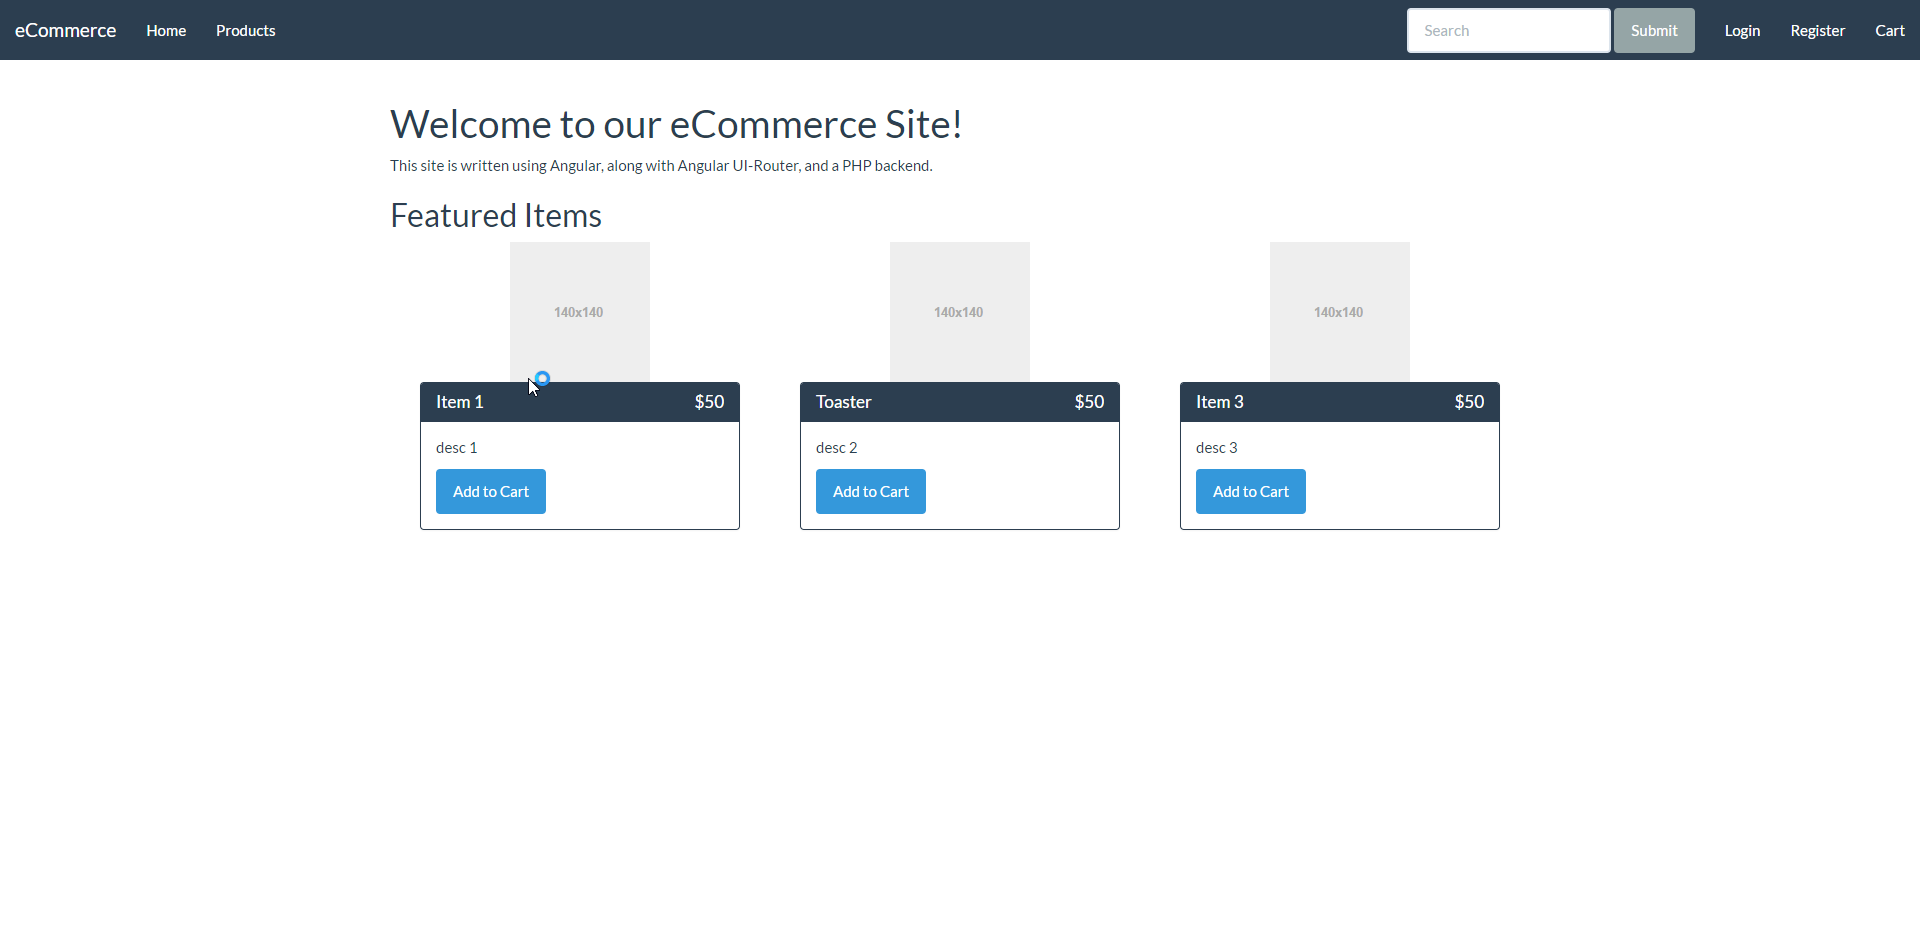 eCommerce Home Products Search Submit Login Register Cart
Welcome to our eCommerce Site!
This site is written using Angular, along with Angular UI-Router, and a PHP backend.
Featured Items
140x140 140x140 140x140
Item 1 $50 Toaster $50 Item 3 $50
desc 1 desc 2 desc 3
Add to Cart Add to Cart Add to Cart